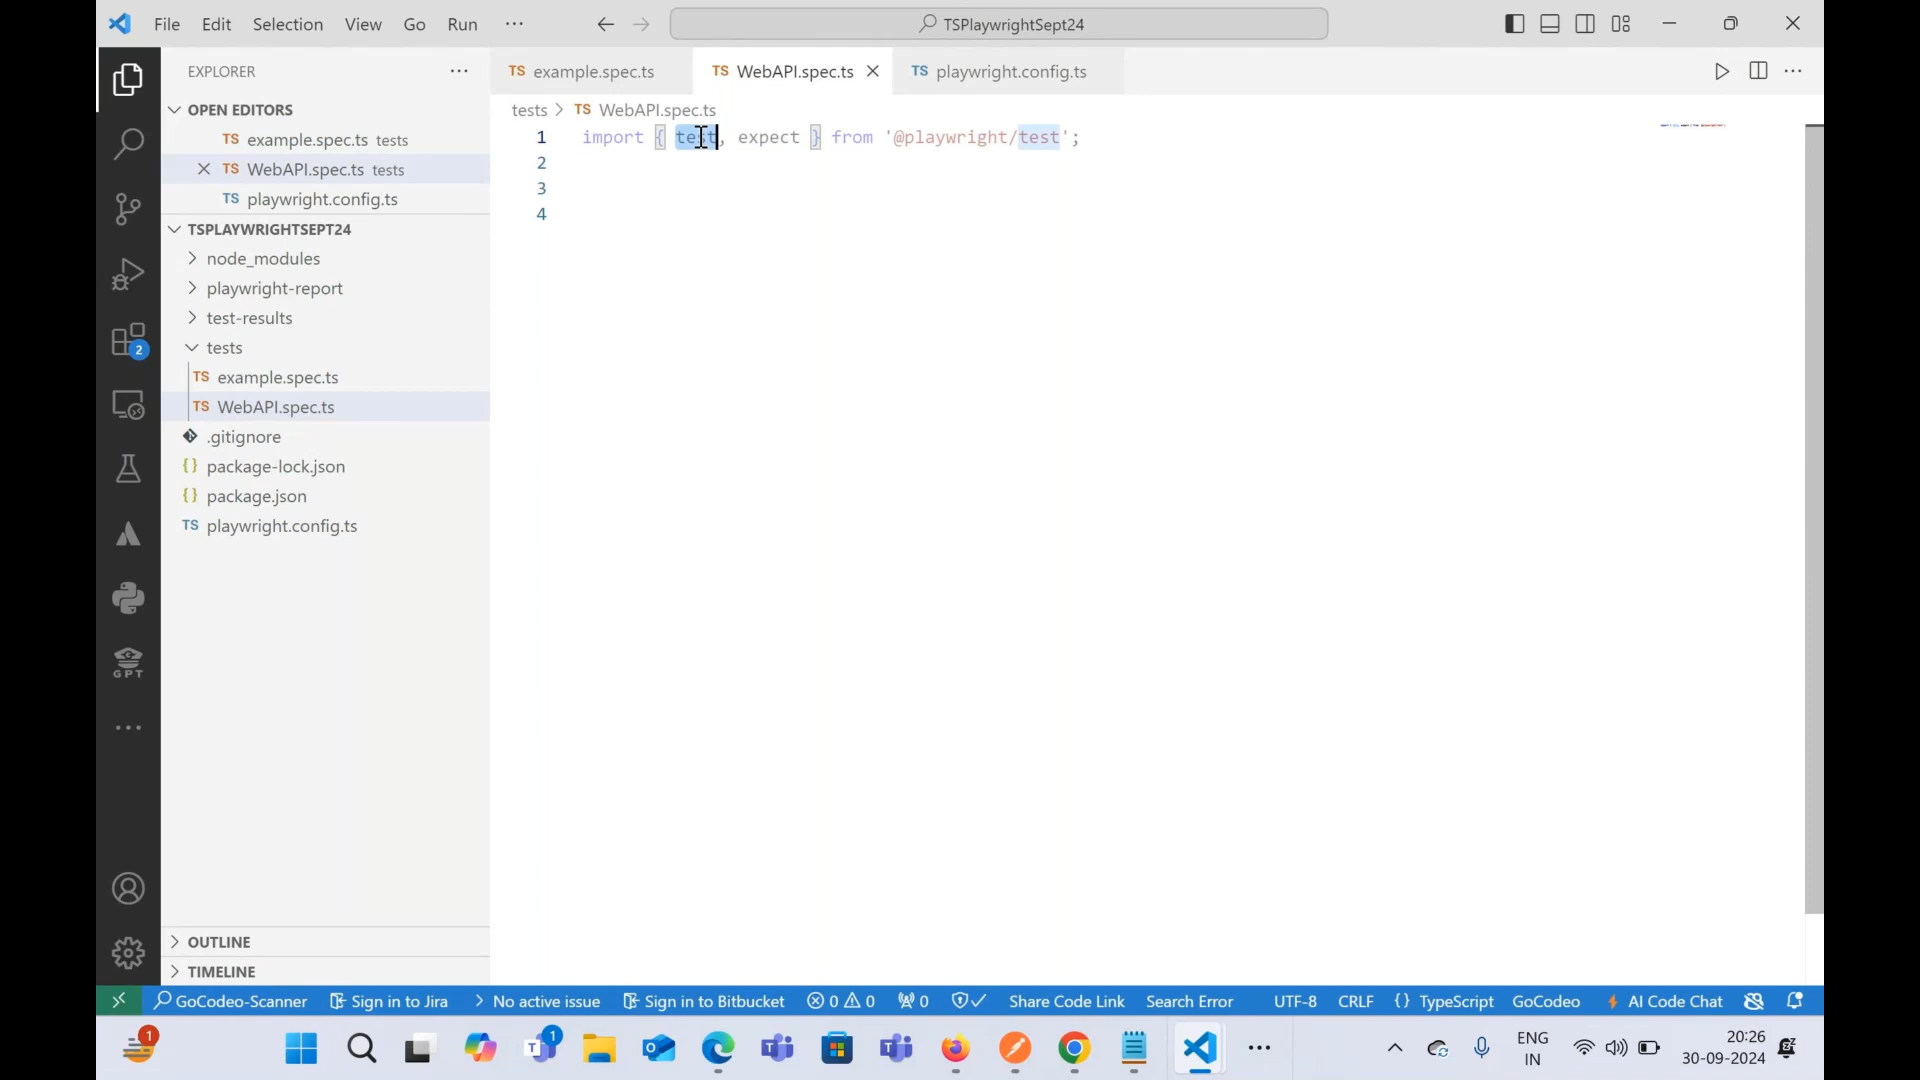 File Edit Selection View Go Run ···
TSPlaywrightSept24
EXPLORER ···
TS example.spec.ts
TS WebAPI.spec.ts
TS playwright.config.ts
OPEN EDITORS
TS example.spec.ts tests
TS WebAPI.spec.ts tests
TS playwright.config.ts
tests > TS WebAPI.spec.ts
1 import { test, expect } from '@playwright/test';
2
3
4
TSPLAYWRIGHTSEPT24
node_modules
playwright-report
test-results
tests
TS example.spec.ts
TS WebAPI.spec.ts
.gitignore
{} package-lock.json
{} package.json
TS playwright.config.ts
2
GPT
OUTLINE
TIMELINE
GoCodeo-Scanner Sign in to Jira No active issue Sign in to Bitbucket 0 0 0 Share Code Link Search Error UTF-8 CRLF {} TypeScript GoCodeo AI Code Chat
1
1
ENG
IN
20:26
30-09-2024